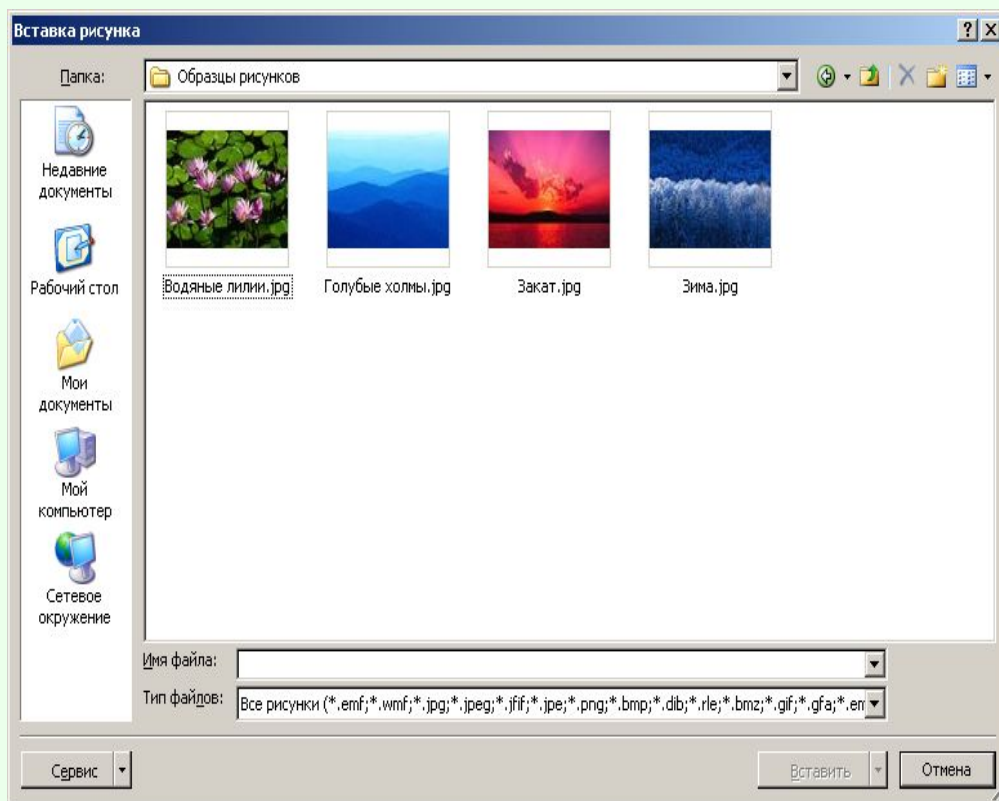 Вставка рисунка
Папка:
Образцы рисунков
Недавние
документы
Рабочий стол
Мои
документы
Мой
компьютер
Сетевое
окружение
Водяные лилии.jpg
Голубые холмы.jpg
Закат.jpg
Зима.jpg
Имя файла:
Тип файлов:
Все рисунки (*.emf;*.wmf;*.jpg;*.jpeg;*.jfif;*.jpe;*.png;*.bmp;*.dib;*.rle;*.bmz;*.gif;*.gfa;*.em
Сервис
Вставить
Отмена